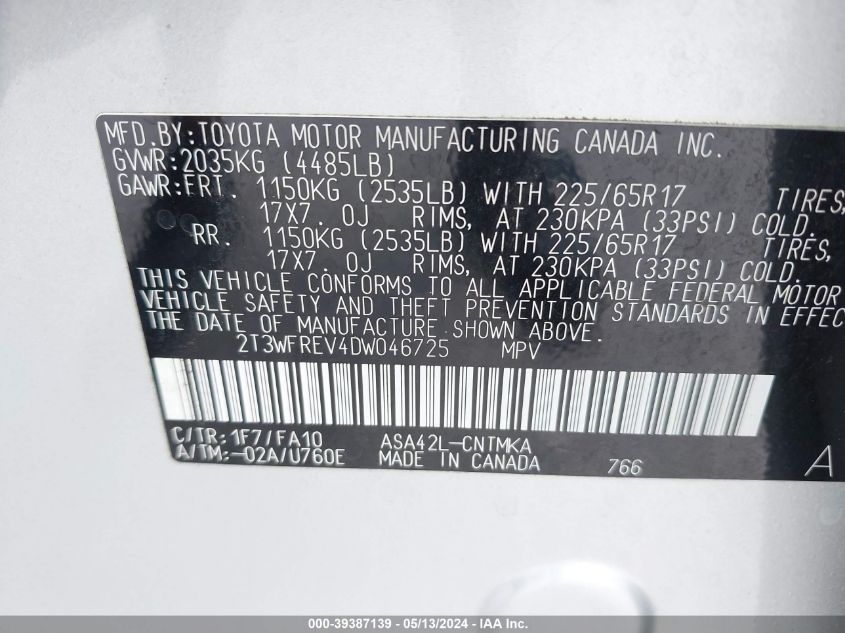 MFD.BY:TOYOTA MOTOR MANUFACTURING CANADA INC.
GVWR:2035KG (4485LB)
GAWR:FRT. 1150KG (2535LB) WITH 225/65R17 TIRES,
17X7.0J RIMS, AT 230KPA (33PSI) COLD.
RR. 1150KG (2535LB) WITH 225/65R17 TIRES,
17X7.0J RIMS, AT 230KPA (33PSI) COLD.
THIS VEHICLE CONFORMS TO ALL APPLICABLE FEDERAL MOTOR
VEHICLE SAFETY AND THEFT PREVENTION STANDARDS IN EFFEC
THE DATE OF MANUFACTURE SHOWN ABOVE.
2T3WFREV4DW046725 MPV
C/TR:1F7/FA10 ASA42L-CNTMKA
A/TM:-02A/U760E MADE IN CANADA 766 A
000-39387139 - 05/13/2024 - IAA Inc.